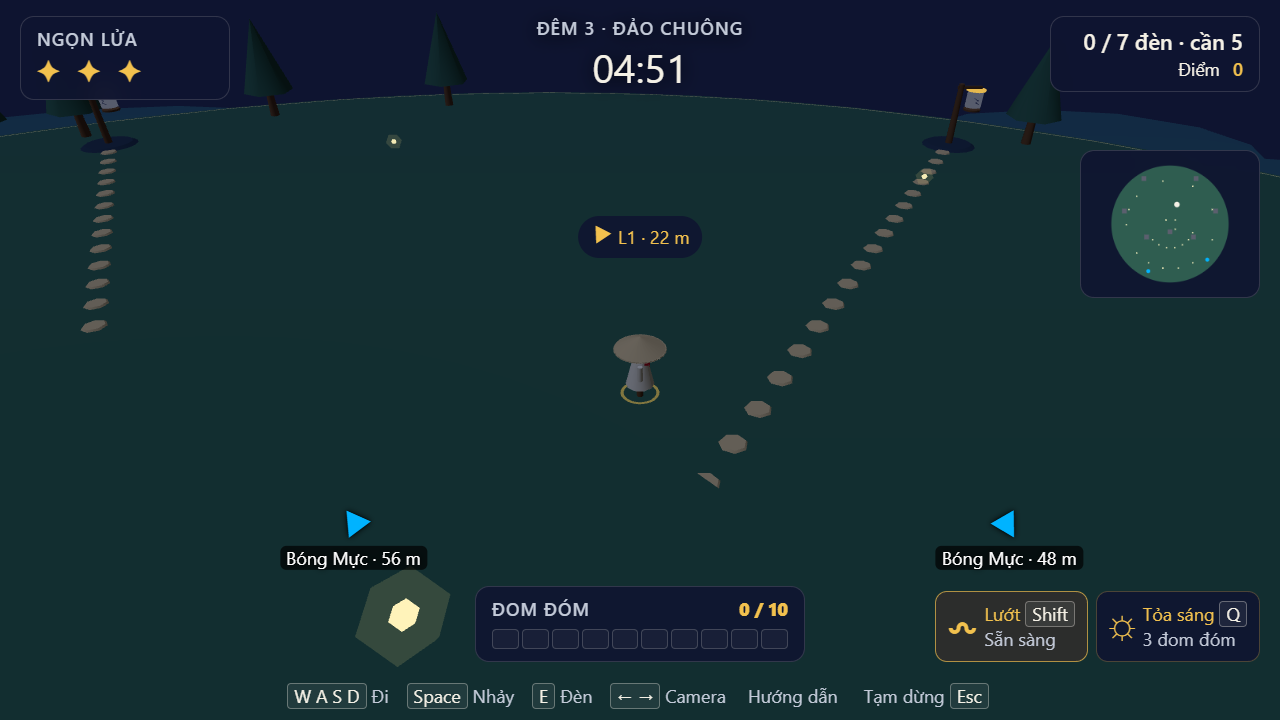 NGỌN LỬA
ĐÊM 3 · ĐẢO CHUÔNG
04:51
0 / 7 đèn · cần 5
Điểm 0
L1 · 22 m
Bóng Mực · 56 m
Bóng Mực · 48 m
ĐOM ĐÓM 0 / 10
Lướt Shift
Sẵn sàng
Tỏa sáng Q
3 đom đóm
W A S D Đi Space Nhảy E Đèn ← → Camera Hướng dẫn Tạm dừng Esc